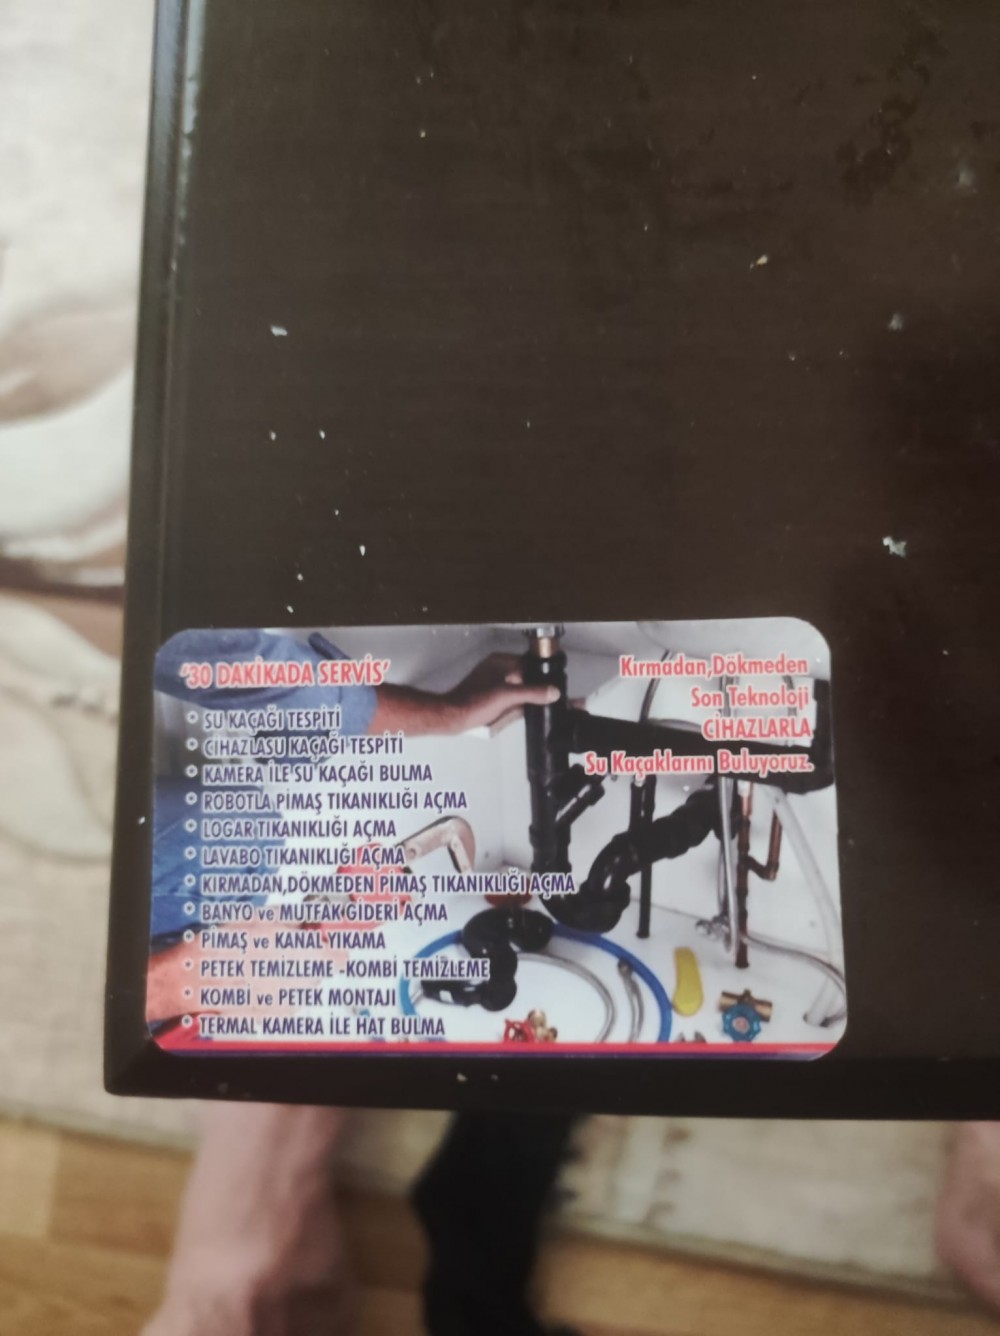 '30 DAKİKADA SERVİS'
° SU KAÇAĞI TESPİTİ
° CİHAZLASU KAÇAĞI TESPİTİ
° KAMERA İLE SU KAÇAĞI BULMA
° ROBOTLA PİMAŞ TIKANIKLIĞI AÇMA
° LOGAR TIKANIKLIĞI AÇMA
° LAVABO TIKANIKLIĞI AÇMA
° KIRMADAN,DÖKMEDEN PİMAŞ TIKANIKLIĞI AÇMA
° BANYO ve MUTFAK GİDERİ AÇMA
° PİMAŞ ve KANAL YIKAMA
° PETEK TEMİZLEME -KOMBİ TEMİZLEME
° KOMBİ ve PETEK MONTAJI
° TERMAL KAMERA İLE HAT BULMA
Kırmadan,Dökmeden
Son Teknoloji
CİHAZLARLA
Su Kaçaklarını Buluyoruz.